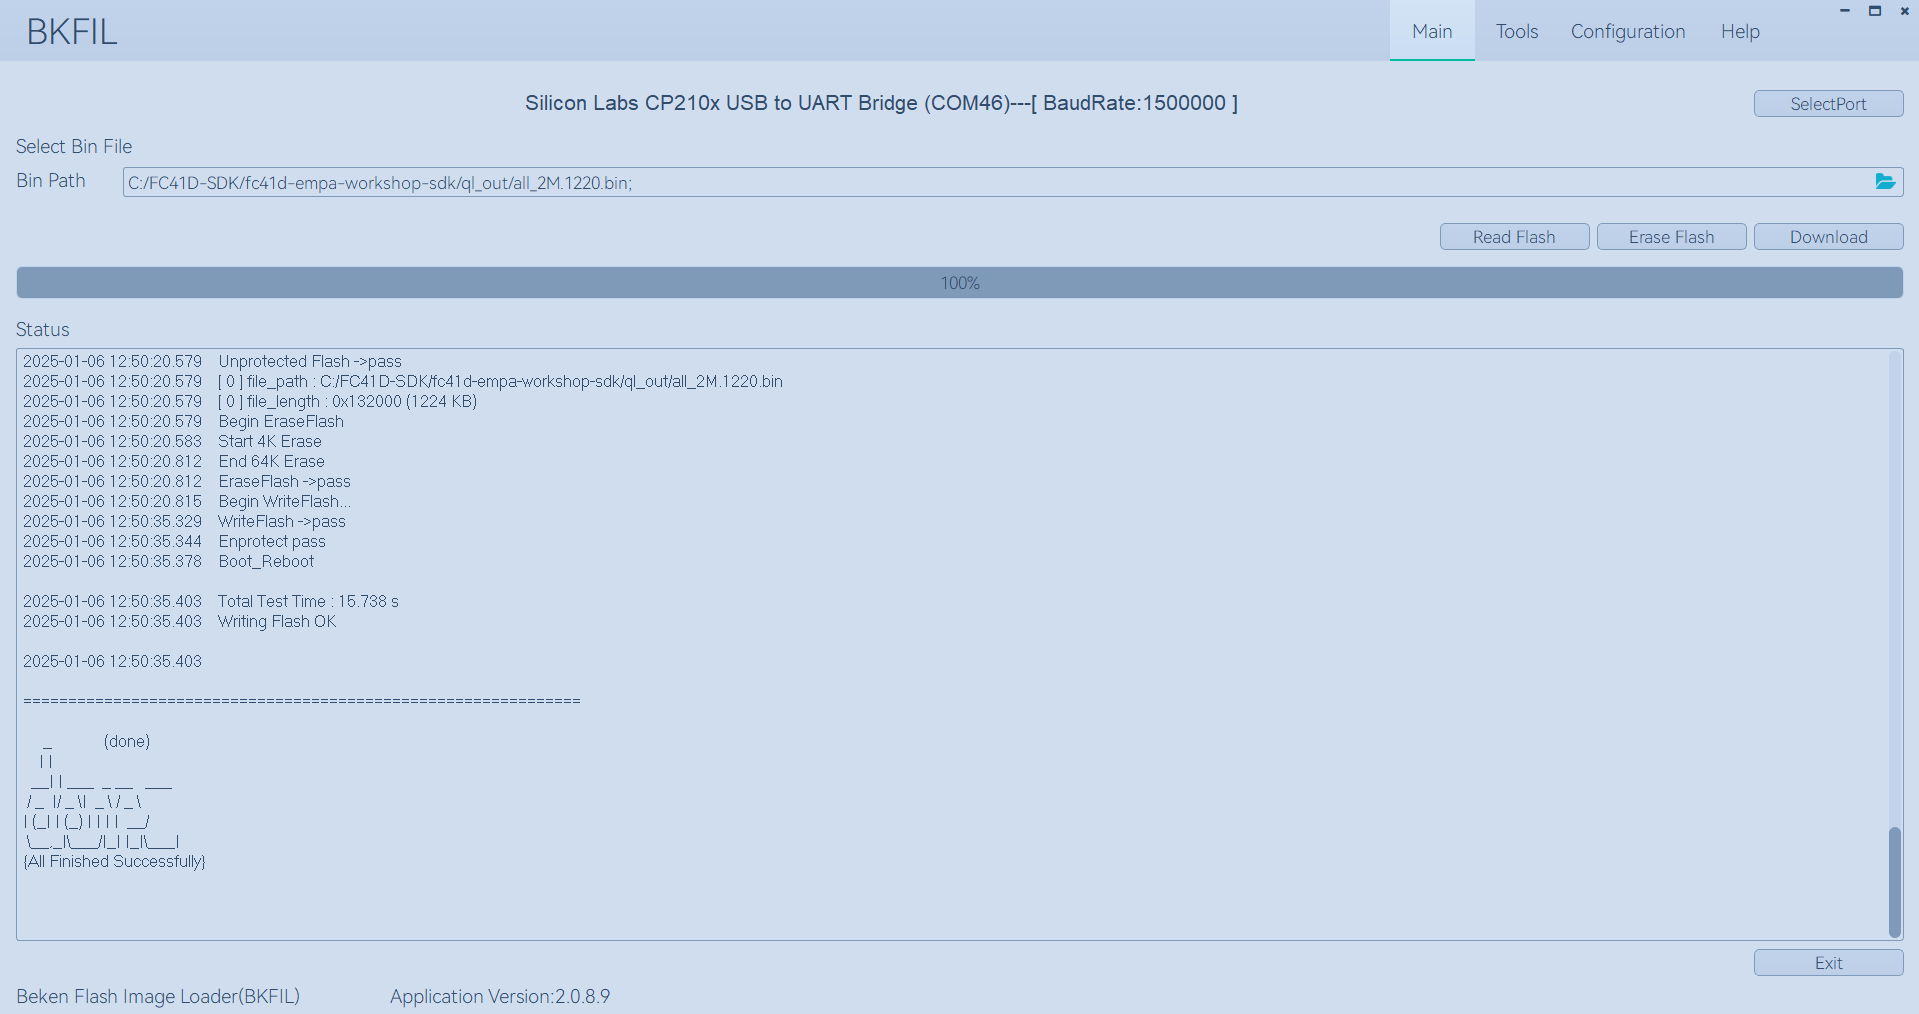 BKFIL
Main Tools Configuration Help
Silicon Labs CP210x USB to UART Bridge (COM46)---[ BaudRate:1500000 ]
SelectPort
Select Bin File
Bin Path C:/FC41D-SDK/fc41d-empa-workshop-sdk/ql_out/all_2M.1220.bin;
Read Flash Erase Flash Download
100%
Status
2025-01-06 12:50:20.579 Unprotected Flash ->pass
2025-01-06 12:50:20.579 [ 0 ] file_path : C:/FC41D-SDK/fc41d-empa-workshop-sdk/ql_out/all_2M.1220.bin
2025-01-06 12:50:20.579 [ 0 ] file_length : 0x132000 (1224 KB)
2025-01-06 12:50:20.579 Begin EraseFlash
2025-01-06 12:50:20.583 Start 4K Erase
2025-01-06 12:50:20.812 End 64K Erase
2025-01-06 12:50:20.812 EraseFlash ->pass
2025-01-06 12:50:20.815 Begin WriteFlash...
2025-01-06 12:50:35.329 WriteFlash ->pass
2025-01-06 12:50:35.344 Enprotect pass
2025-01-06 12:50:35.378 Boot_Reboot
2025-01-06 12:50:35.403 Total Test Time : 15.738 s
2025-01-06 12:50:35.403 Writing Flash OK
2025-01-06 12:50:35.403
==============================================================
_ (done)
| |
__| | ___ _ __ ___
/ _ |/ _ \| _ \ / _ \
| (_| | (_) | | | | __/
\__,_|\___/|_| |_|\___|
{All Finished Successfully}
Exit
Beken Flash Image Loader(BKFIL) Application Version:2.0.8.9